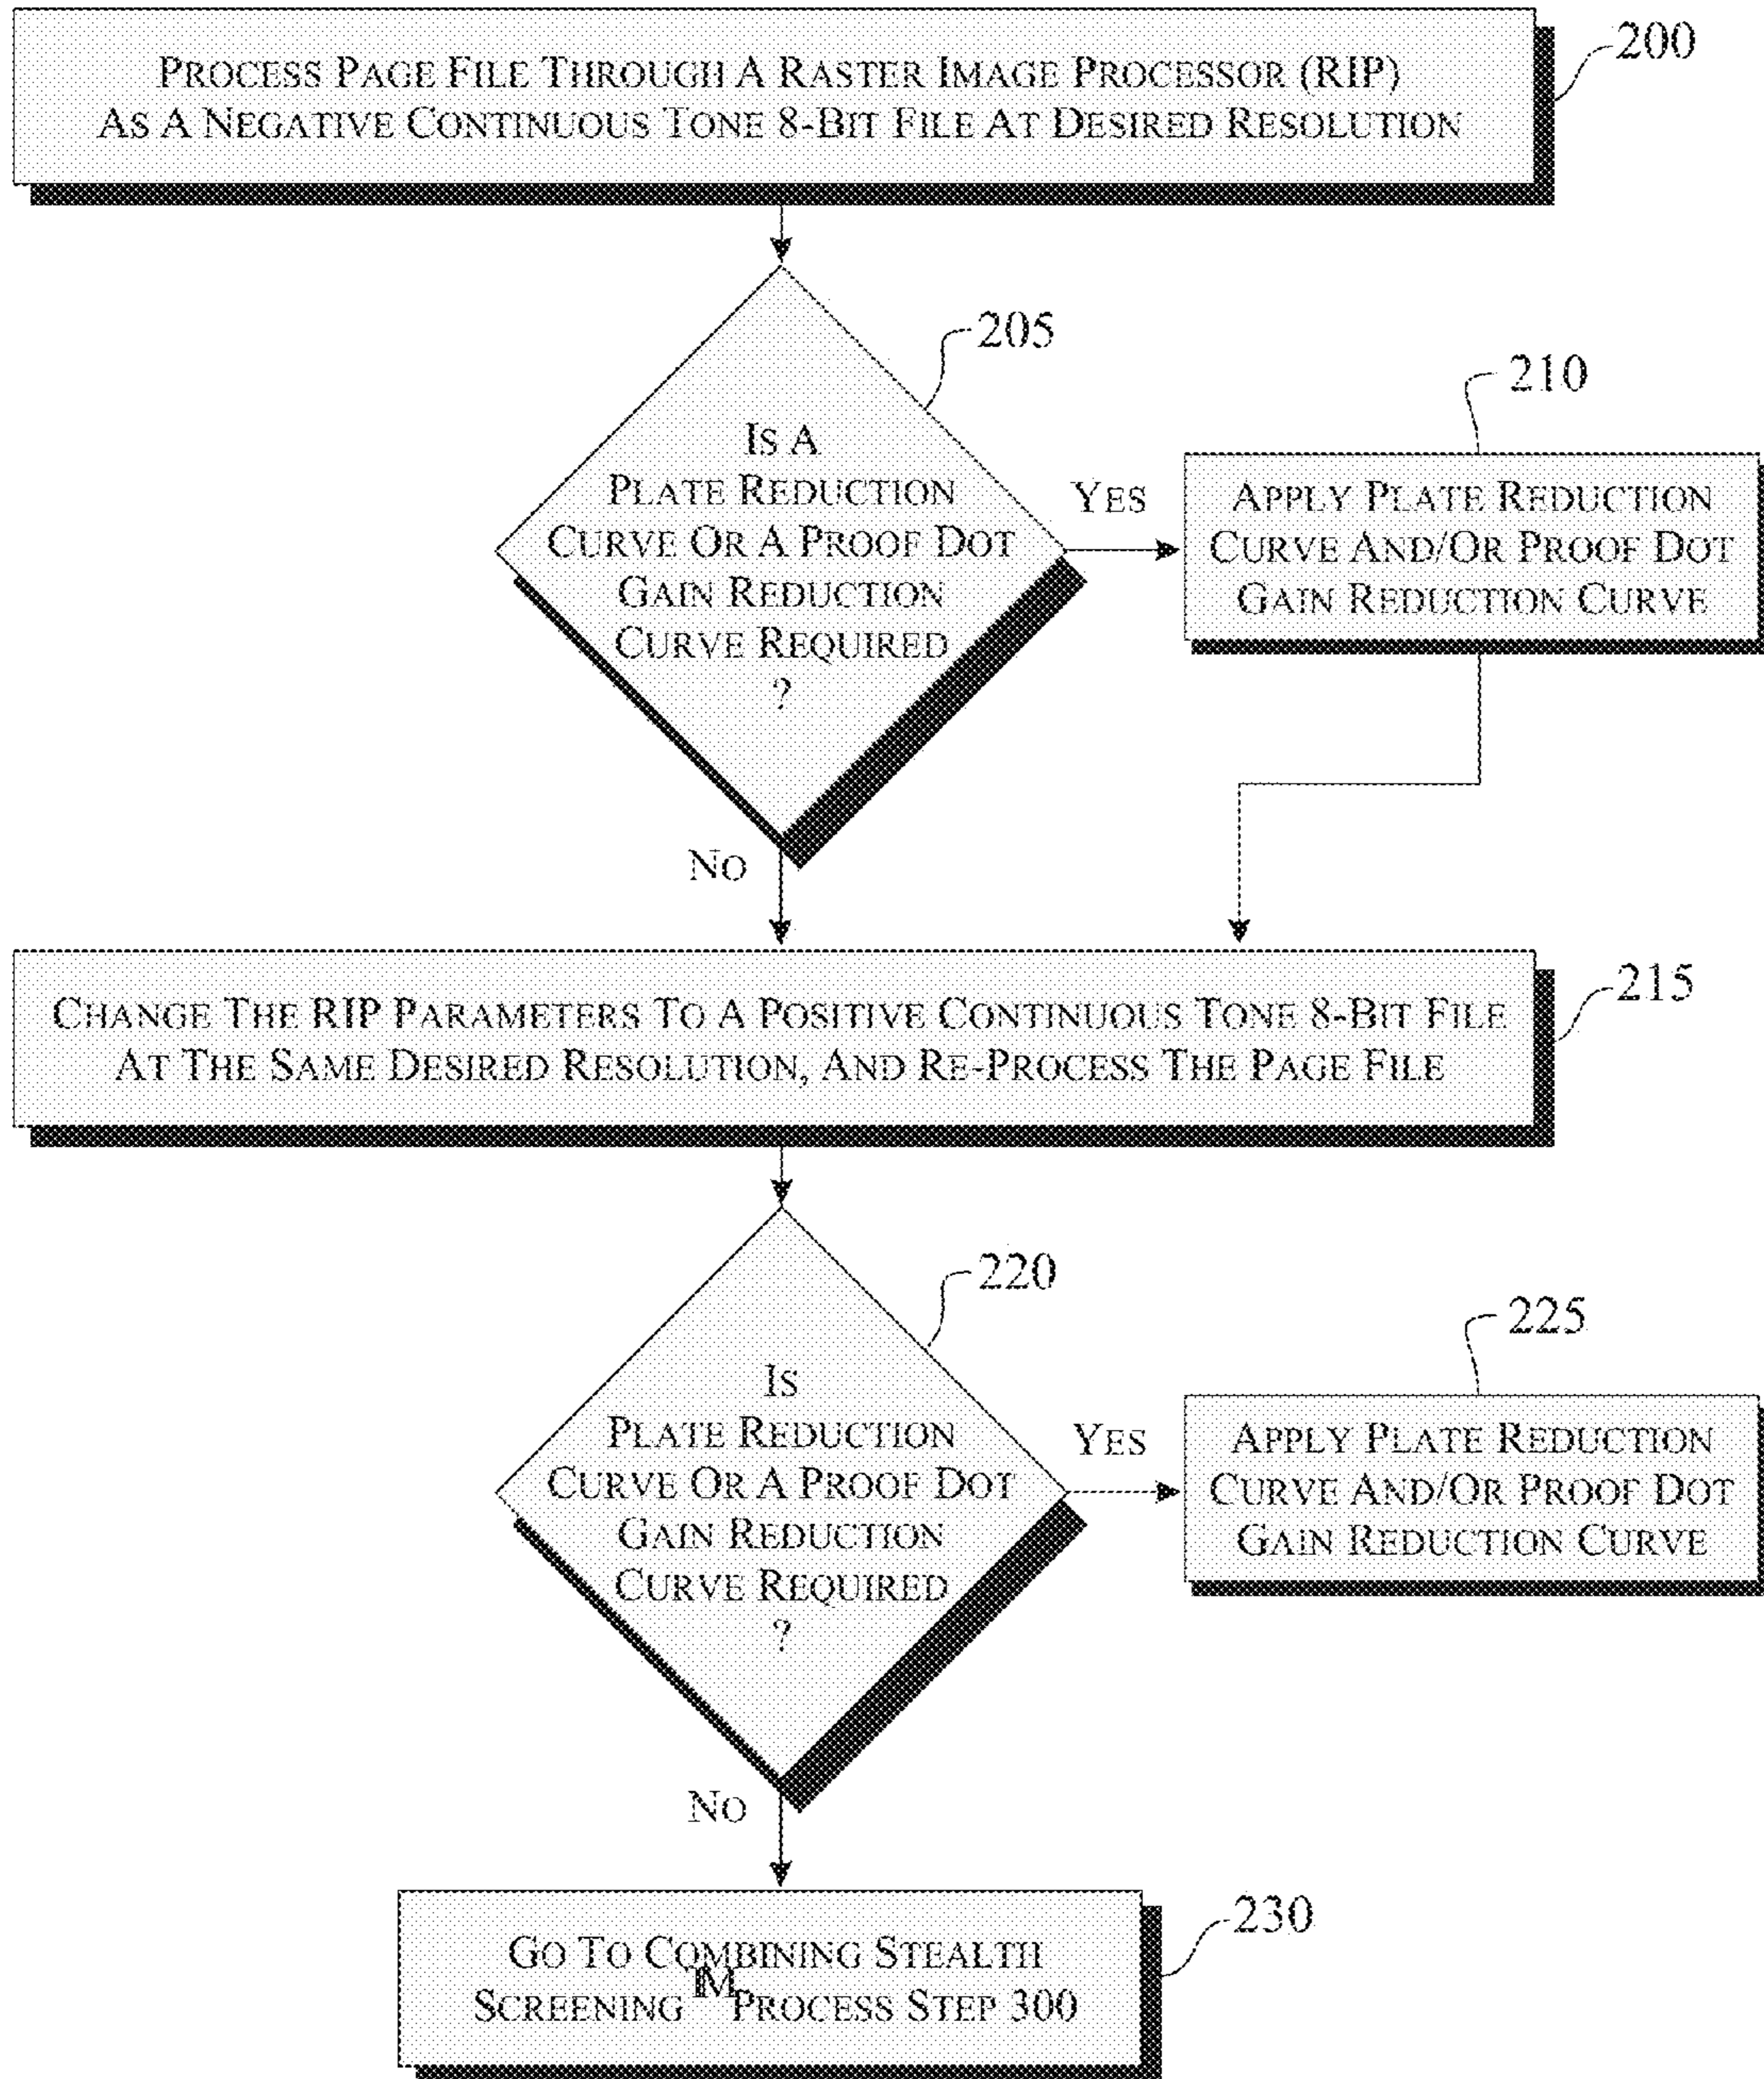 PROCESS PAGE FILE THROUGH A RASTER IMAGE PROCESSOR (RIP)
AS A NEGATIVE CONTINUOUS TONE 8-BIT FILE AT DESIRED RESOLUTION
200
205
IS A
PLATE REDUCTION
CURVE OR A PROOF DOT
GAIN REDUCTION
CURVE REQUIRED
?
YES
210
APPLY PLATE REDUCTION
CURVE AND/OR PROOF DOT
GAIN REDUCTION CURVE
NO
215
CHANGE THE RIP PARAMETERS TO A POSITIVE CONTINUOUS TONE 8-BIT FILE
AT THE SAME DESIRED RESOLUTION, AND RE-PROCESS THE PAGE FILE
220
IS
PLATE REDUCTION
CURVE OR A PROOF DOT
GAIN REDUCTION
CURVE REQUIRED
?
YES
225
APPLY PLATE REDUCTION
CURVE AND/OR PROOF DOT
GAIN REDUCTION CURVE
NO
230
GO TO COMBINING STEALTH
SCREENING TM PROCESS STEP 300